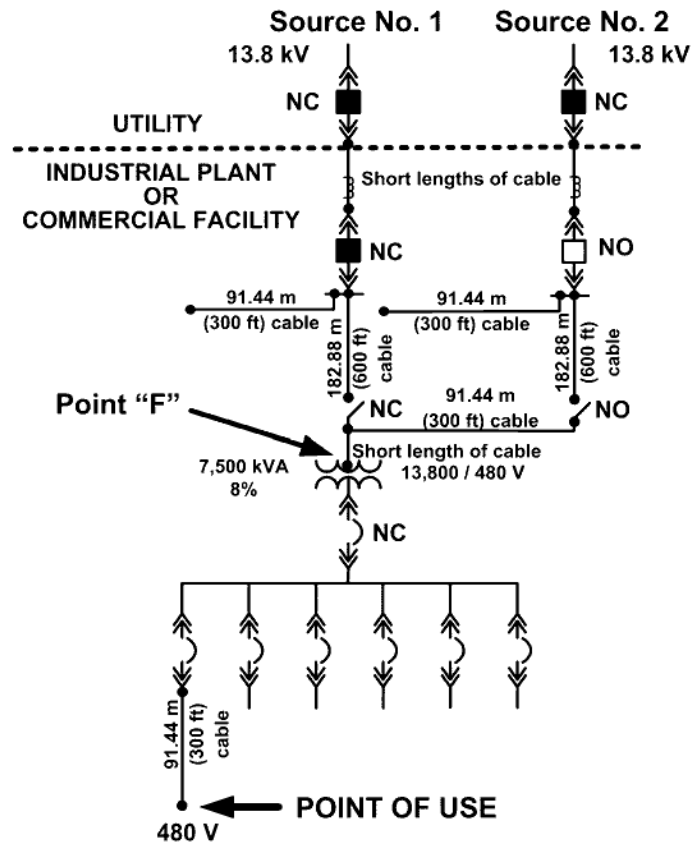 Source No. 1
Source No. 2
13.8 kV
13.8 kV
NC
NC
UTILITY
INDUSTRIAL PLANT
OR
COMMERCIAL FACILITY
Short lengths of cable
NC
NO
91.44 m
(300 ft) cable
182.88 m
(600 ft)
cable
91.44 m
(300 ft) cable
182.88 m
(600 ft)
cable
Point “F”
NC
91.44 m
(300 ft) cable
NO
Short length of cable
7,500 kVA
8%
13,800 / 480 V
NC
91.44 m
(300 ft)
cable
POINT OF USE
480 V